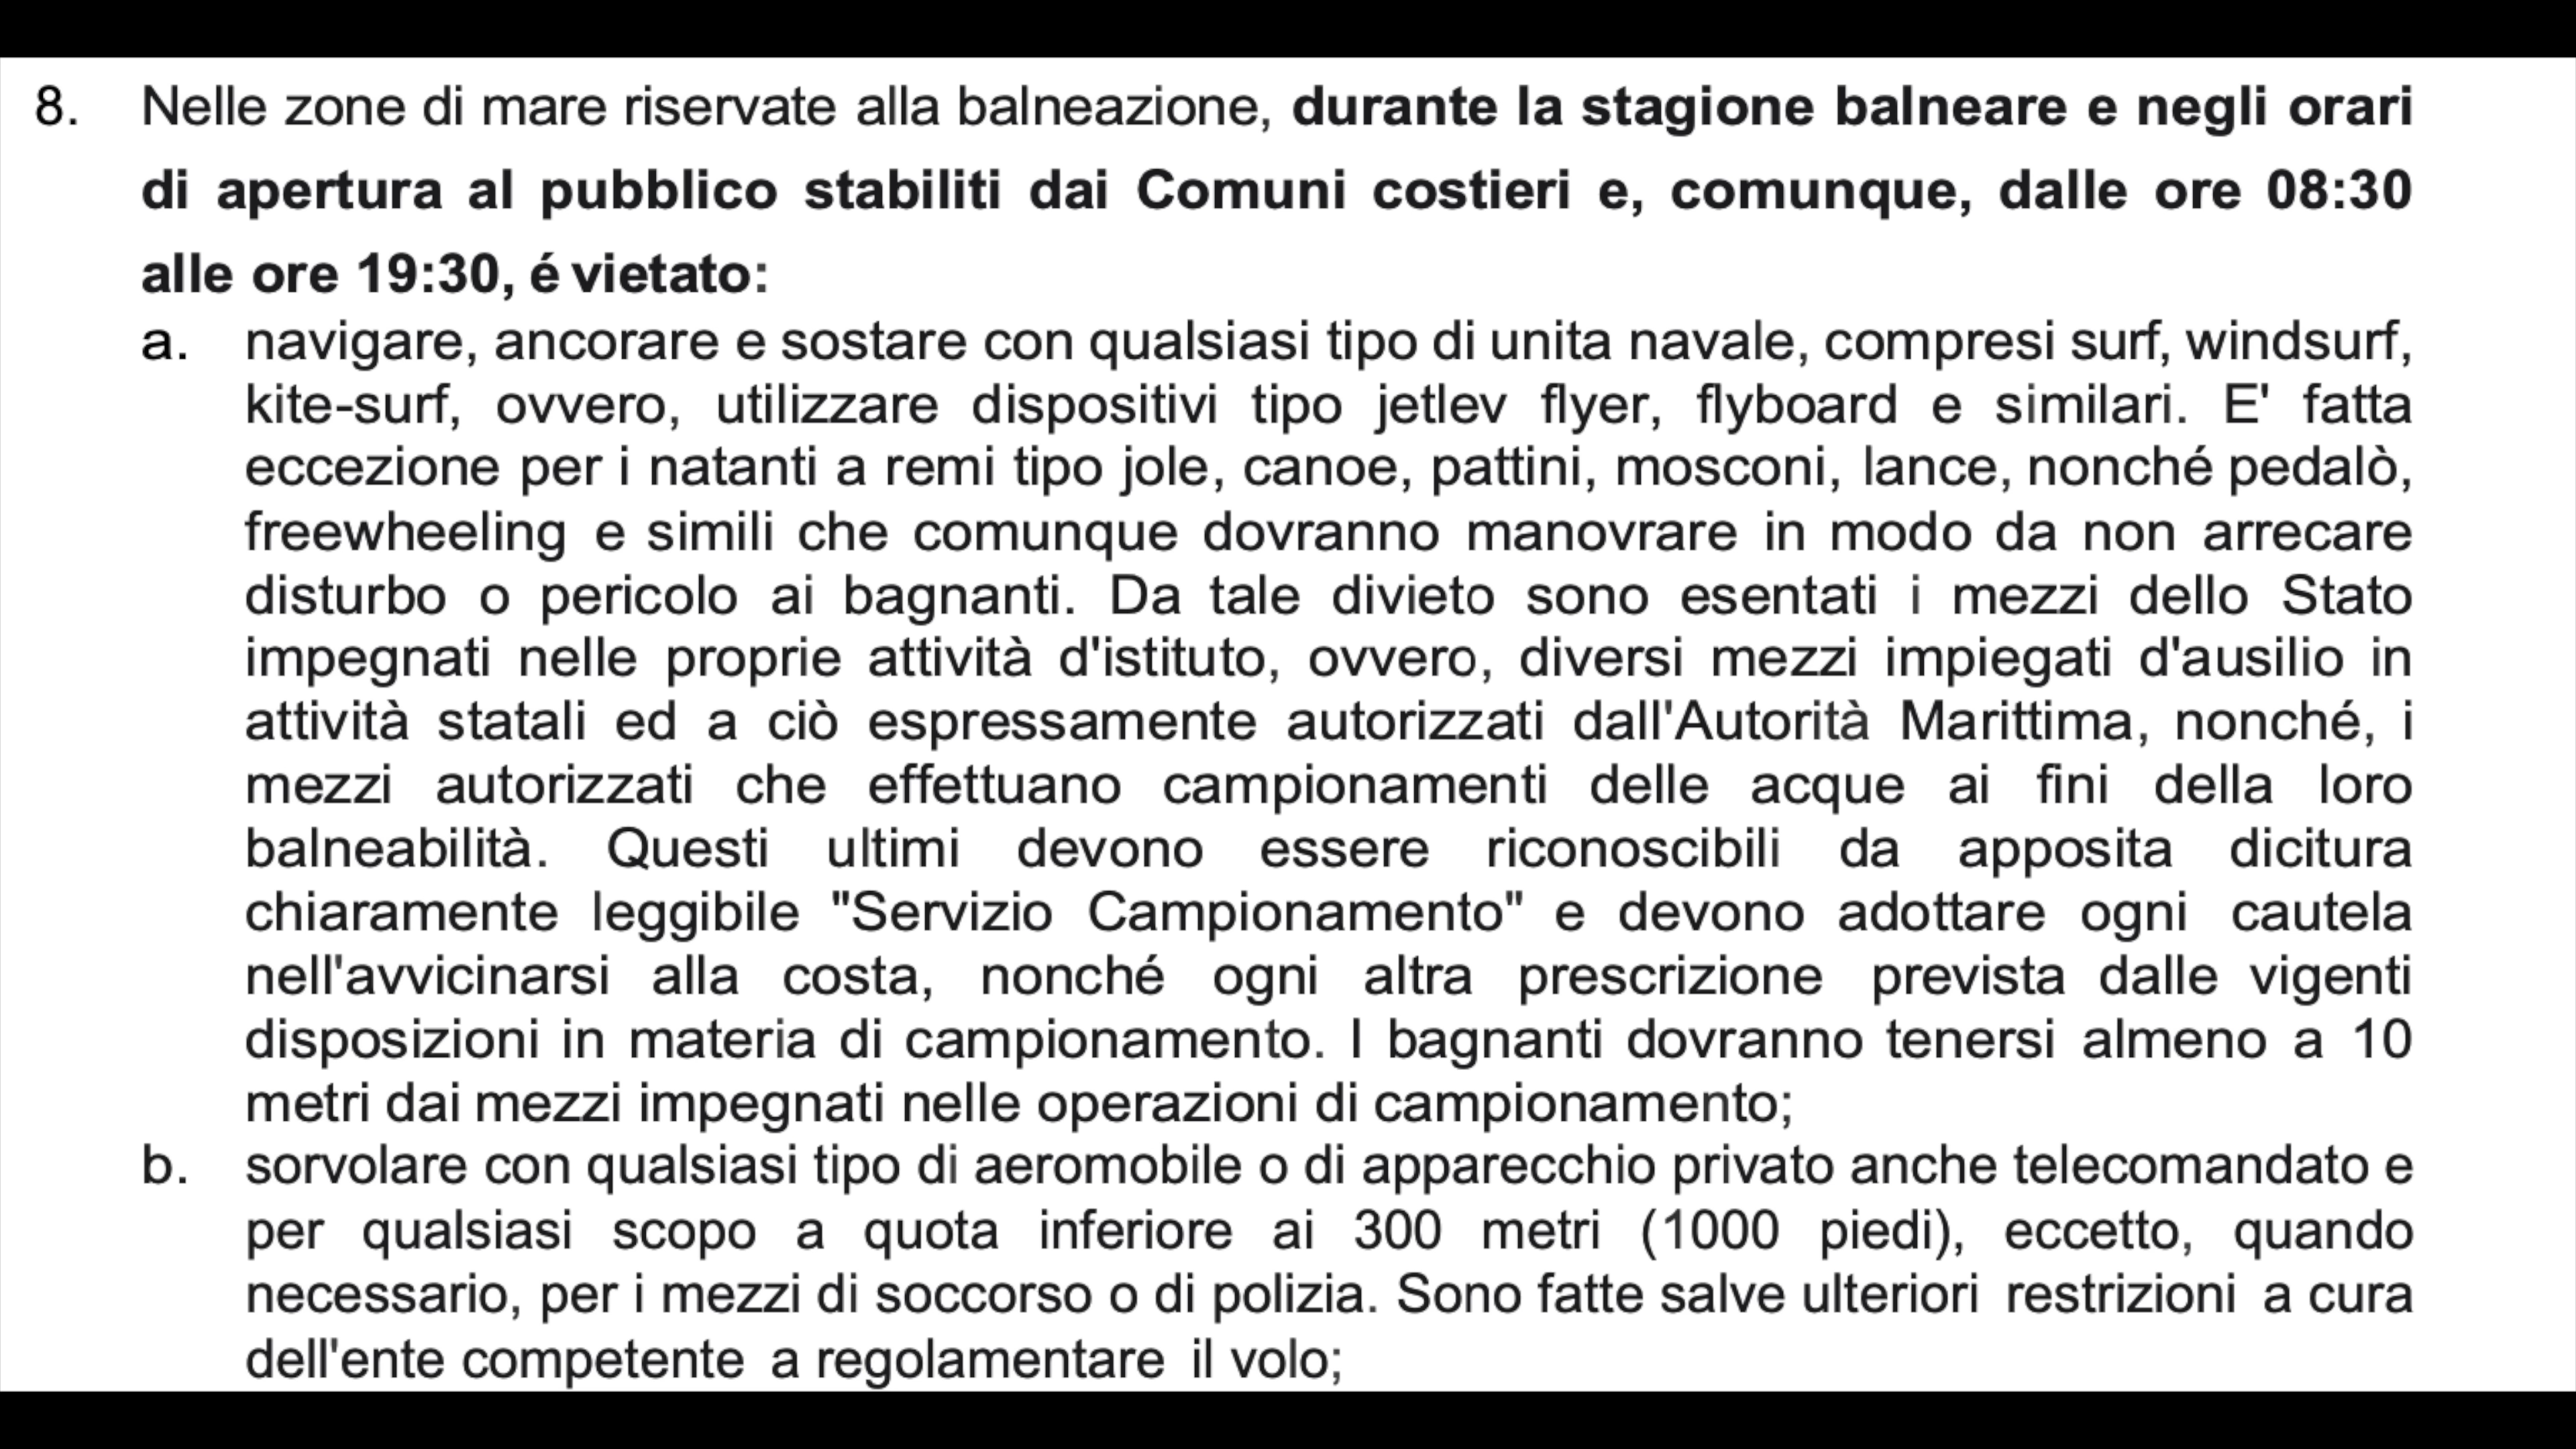 8. Nelle zone di mare riservate alla balneazione, durante la stagione balneare e negli orari
di apertura al pubblico stabiliti dai Comuni costieri e, comunque, dalle ore 08:30
alle ore 19:30, é vietato:
a. navigare, ancorare e sostare con qualsiasi tipo di unita navale, compresi surf, windsurf,
kite-surf, ovvero, utilizzare dispositivi tipo jetlev flyer, flyboard e similari. E' fatta
eccezione per i natanti a remi tipo jole, canoe, pattini, mosconi, lance, nonché pedalò,
freewheeling e simili che comunque dovranno manovrare in modo da non arrecare
disturbo o pericolo ai bagnanti. Da tale divieto sono esentati i mezzi dello Stato
impegnati nelle proprie attività d'istituto, ovvero, diversi mezzi impiegati d'ausilio in
attività statali ed a ciò espressamente autorizzati dall'Autorità Marittima, nonché, i
mezzi autorizzati che effettuano campionamenti delle acque ai fini della loro
balneabilità. Questi ultimi devono essere riconoscibili da apposita dicitura
chiaramente leggibile "Servizio Campionamento" e devono adottare ogni cautela
nell'avvicinarsi alla costa, nonché ogni altra prescrizione prevista dalle vigenti
disposizioni in materia di campionamento. I bagnanti dovranno tenersi almeno a 10
metri dai mezzi impegnati nelle operazioni di campionamento;
b. sorvolare con qualsiasi tipo di aeromobile o di apparecchio privato anche telecomandato e
per qualsiasi scopo a quota inferiore ai 300 metri (1000 piedi), eccetto, quando
necessario, per i mezzi di soccorso o di polizia. Sono fatte salve ulteriori restrizioni a cura
dell'ente competente a regolamentare il volo;